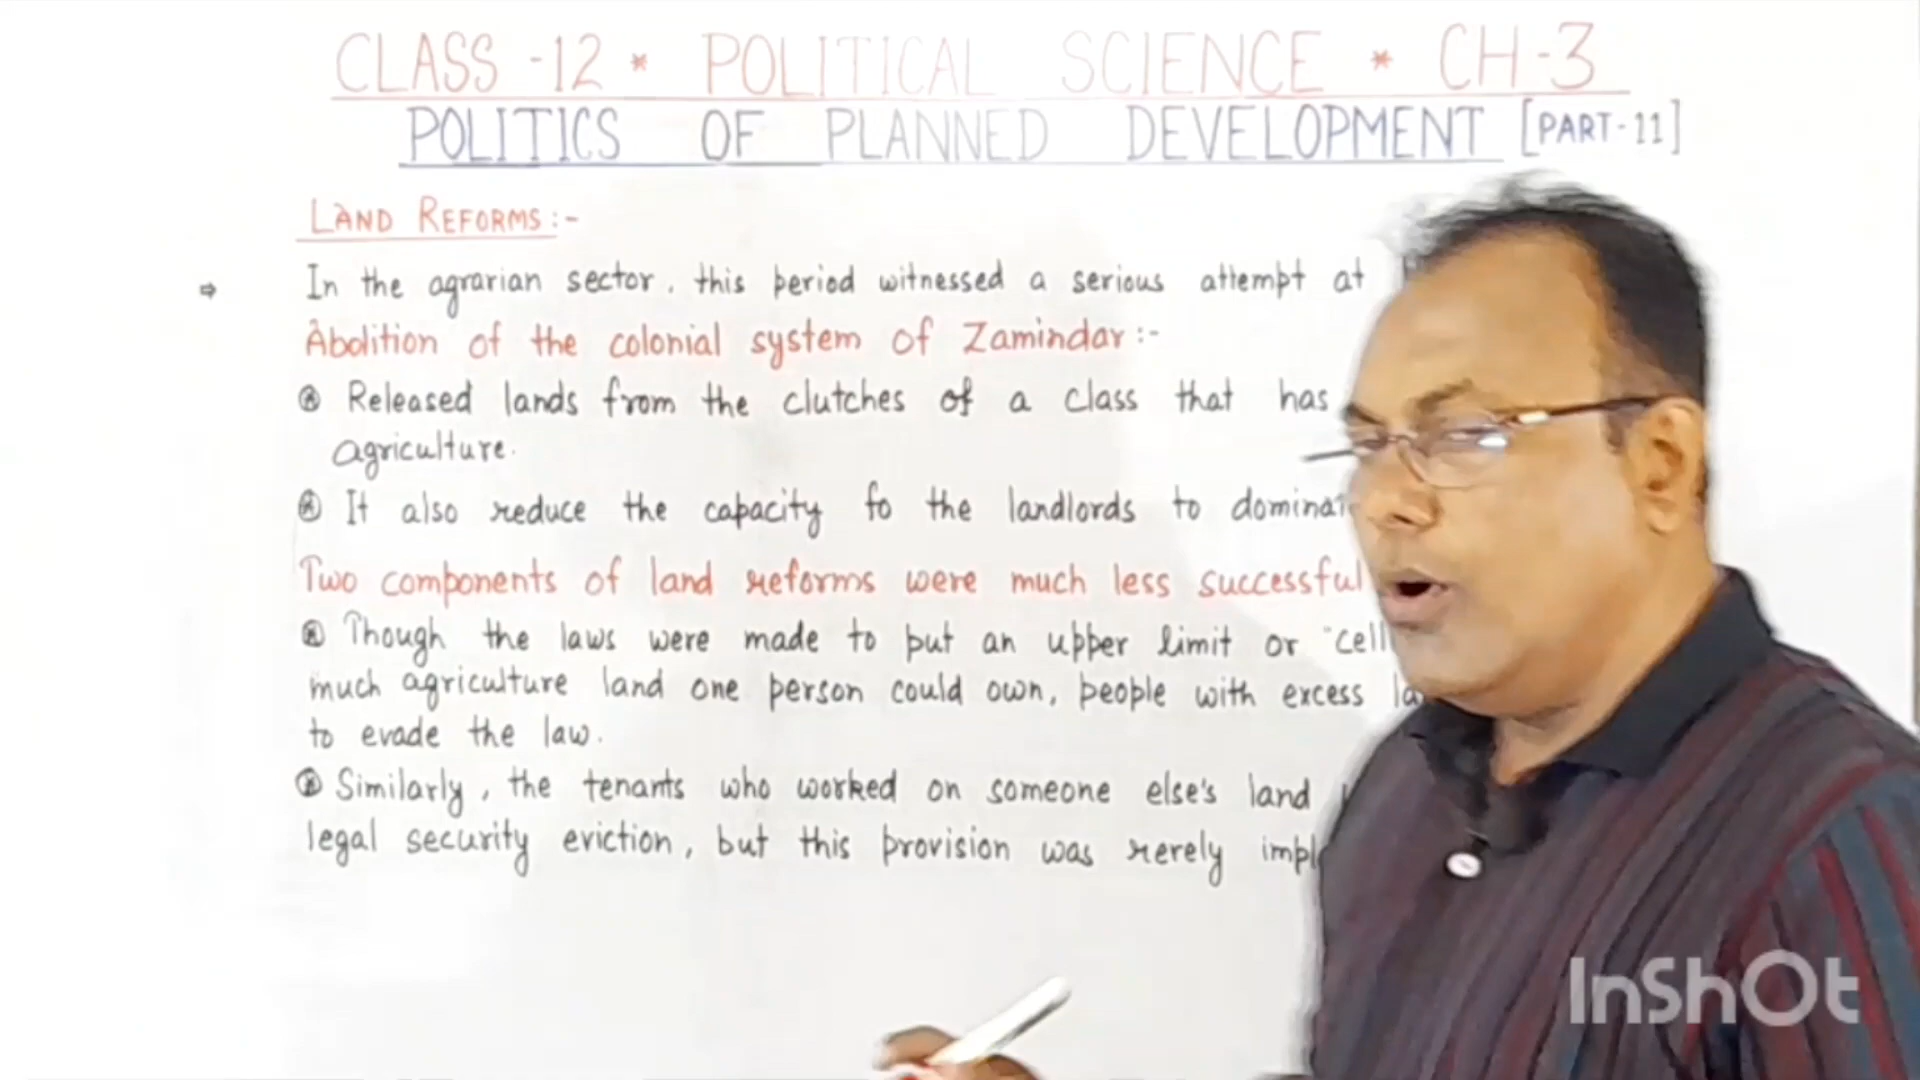 CLASS -12 * POLITICAL SCIENCE * CH-3
POLITICS OF PLANNED DEVELOPMENT [PART-11]
LAND REFORMS:-
⇒ In the agrarian sector, this period witnessed a serious attempt at
Abolition of the colonial system of Zamindar:-
Released lands from the clutches of a class that has
agriculture.
It also reduce the capacity fo the landlords to
Two components of land reforms were much less successful
Though the laws were made to put an upper limit or
much agriculture land one person could own, people with excess
to evade the law.
Similarly, the tenants who worked on someone else's land
legal security eviction, but this provision was rerely
InShOt